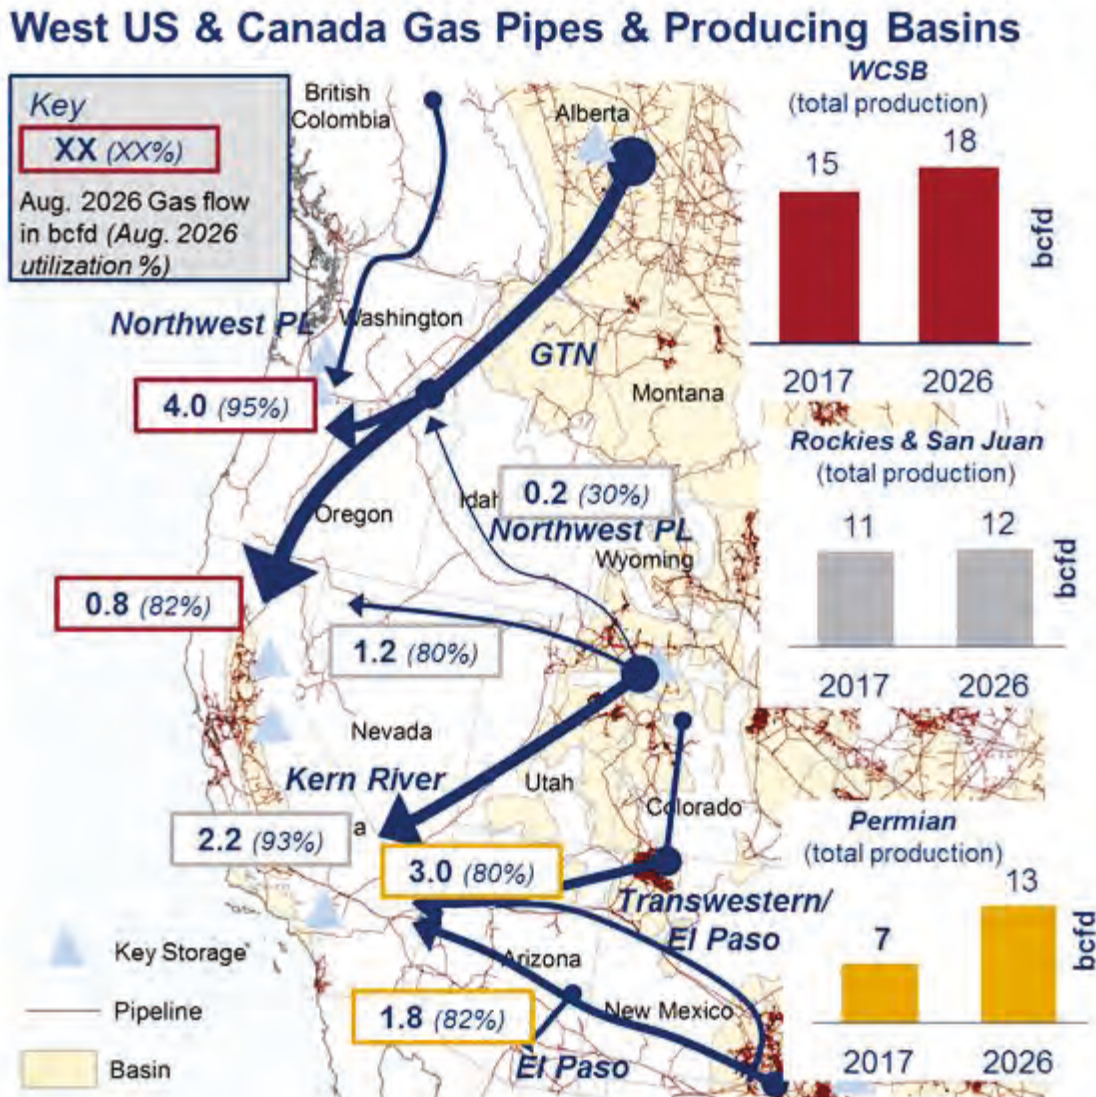 West US & Canada Gas Pipes & Producing Basins
Key
XX (XX%)
Aug. 2026 Gas flow
in bcfd (Aug. 2026
utilization %)
British
Colombia
Alberta
WCSB
(total production)
15
18
bcfd
2017
2026
Northwest PL
Washington
GTN
Montana
4.0 (95%)
Rockies & San Juan
(total production)
11
12
bcfd
2017
2026
0.2 (30%)
Idah
Northwest PL
Oregon
Wyoming
0.8 (82%)
1.2 (80%)
Nevada
Kern River
Utah
Colorado
2.2 (93%)
a
3.0 (80%)
Permian
(total production)
7
13
bcfd
2017
2026
Transwestern/
El Paso
Arizona
New Mexico
1.8 (82%)
El Paso
Key Storage*
Pipeline
Basin